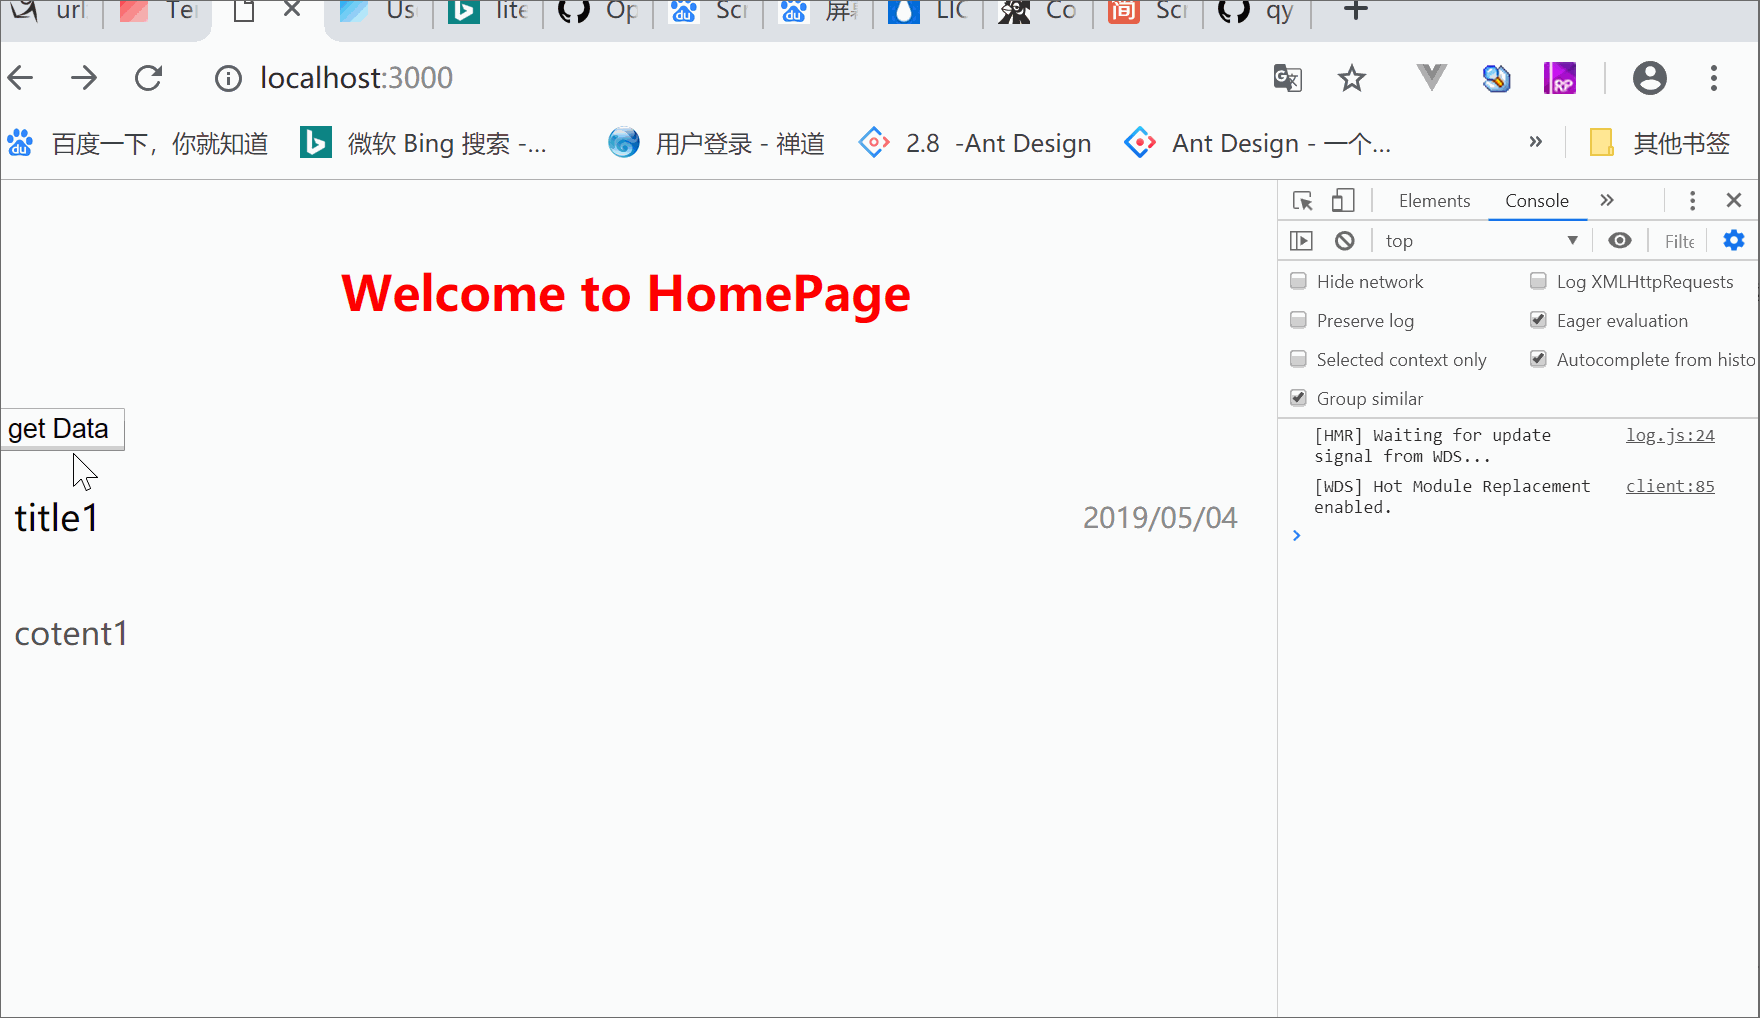 url
Te
Us
lite
Op
Sc
屏
LIC
Co
简
Sc
qy
localhost:3000
RP
du 百度一下，你就知道
微软 Bing 搜索 -...
用户登录 - 禅道
2.8 -Ant Design
Ant Design - 一个...
»
其他书签
Elements
Console
»
top
Filte
Hide network
Log XMLHttpRequests
Preserve log
Eager evaluation
Selected context only
Autocomplete from histo
Group similar
[HMR] Waiting for update
log.js:24
signal from WDS...
[WDS] Hot Module Replacement
client:85
enabled.
Welcome to HomePage
get Data
title1
2019/05/04
cotent1